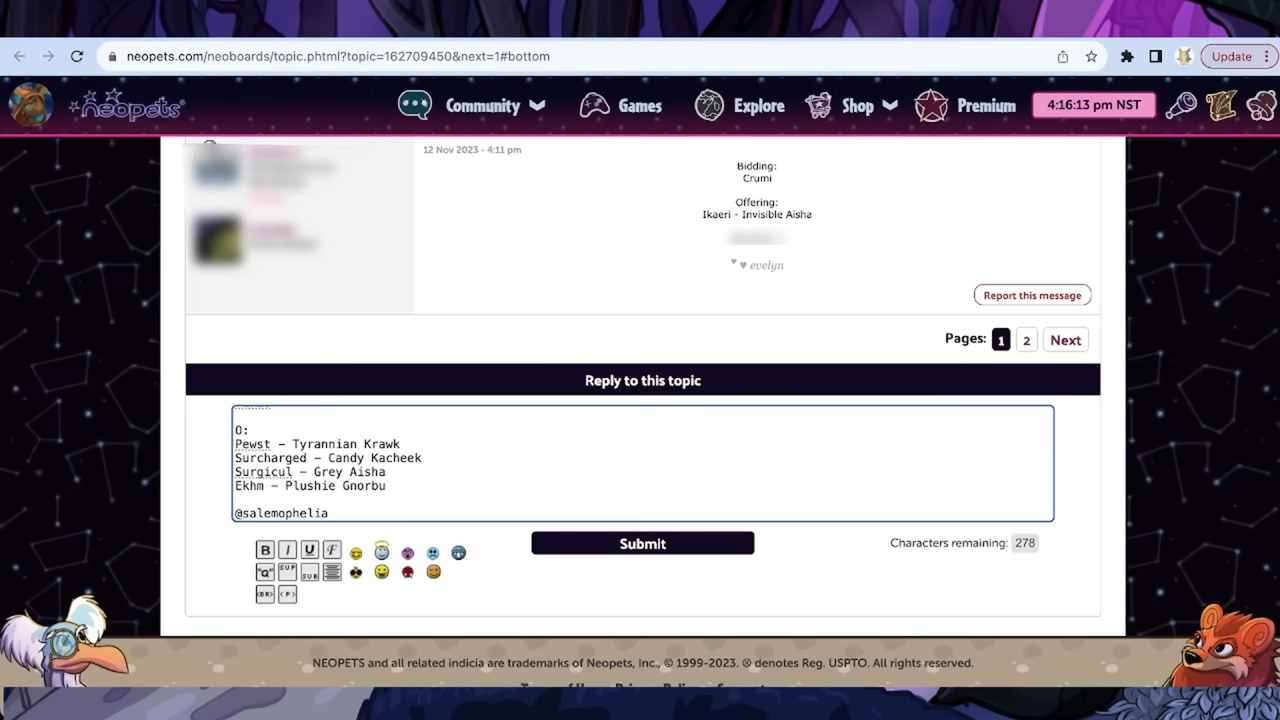 neopets.com/neoboards/topic.phtml?topic=162709450&next=1#bottom
Update
neopets
Community
Games
Explore
Shop
Premium
4:16:13 pm NST
12 Nov 2023 - 4:11 pm
Bidding:
Crumi
Offering:
Ikaeri - Invisible Aisha
evelyn
Report this message
Pages: 1 2 Next
Reply to this topic
O:
Pewst – Tyrannian Krawk
Surcharged – Candy Kacheek
Surgicul – Grey Aisha
Ekhm – Plushie Gnorbu
@salemophelia
B I U F
Submit
Characters remaining: 278
"Q" SUP SUB
<BR> <P>
NEOPETS and all related indicia are trademarks of Neopets, Inc., © 1999-2023. ® denotes Reg. USPTO. All rights reserved.